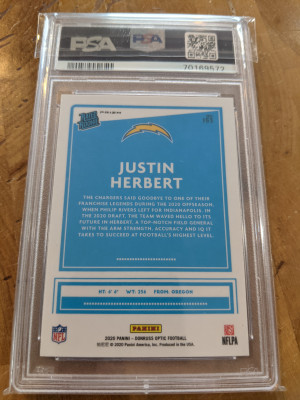 PSA
PSA
70168577
RATED
ROOKIE
JUSTIN
HERBERT
THE CHARGERS SAID GOODBYE TO ONE OF THEIR
FRANCHISE LEGENDS DURING THE 2020 OFFSEASON,
WHEN PHILIP RIVERS LEFT FOR INDIANAPOLIS. IN
THE 2020 DRAFT, THE TEAM WAVED HELLO TO ITS
FUTURE IN HERBERT, A TOP-NOTCH FIELD GENERAL
WITH THE ARM STRENGTH, ACCURACY AND IQ IT
TAKES TO SUCCEED AT FOOTBALL'S HIGHEST LEVEL.
HT: 6' 6" WT: 236 FROM: OREGON
NFL
PANINI
NFLPA
2020 PANINI - DONRUSS OPTIC FOOTBALL
© 2020 Panini America, Inc. Produced in the USA.